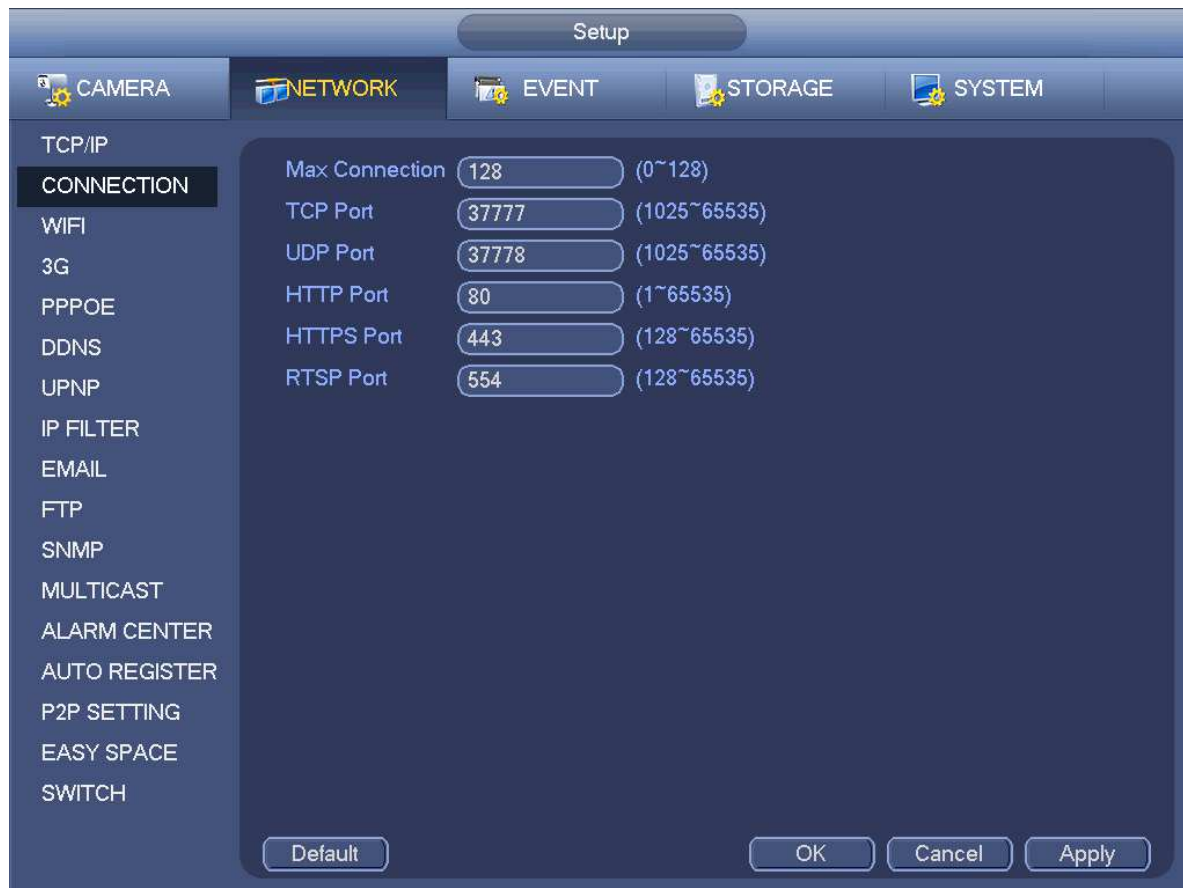 Setup
CAMERA NETWORK EVENT STORAGE SYSTEM
TCP/IP
CONNECTION
WIFI
3G
PPPOE
DDNS
UPNP
IP FILTER
EMAIL
FTP
SNMP
MULTICAST
ALARM CENTER
AUTO REGISTER
P2P SETTING
EASY SPACE
SWITCH
Max Connection 128 (0~128)
TCP Port 37777 (1025~65535)
UDP Port 37778 (1025~65535)
HTTP Port 80 (1~65535)
HTTPS Port 443 (128~65535)
RTSP Port 554 (128~65535)
Default OK Cancel Apply